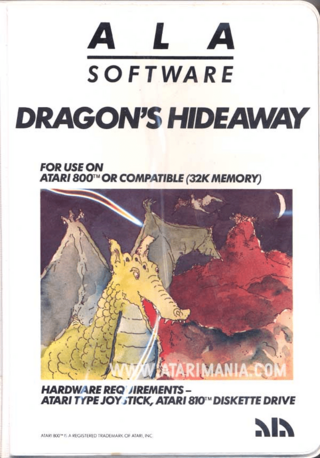 ALA
SOFTWARE
DRAGON'S HIDEAWAY
FOR USE ON
ATARI 800™ OR COMPATIBLE (32K MEMORY)
WWW.ATARIMANIA.COM
HARDWARE REQUIREMENTS –
ATARI TYPE JOYSTICK, ATARI 810™ DISKETTE DRIVE
ATARI 800™ IS A REGISTERED TRADEMARK OF ATARI, INC.